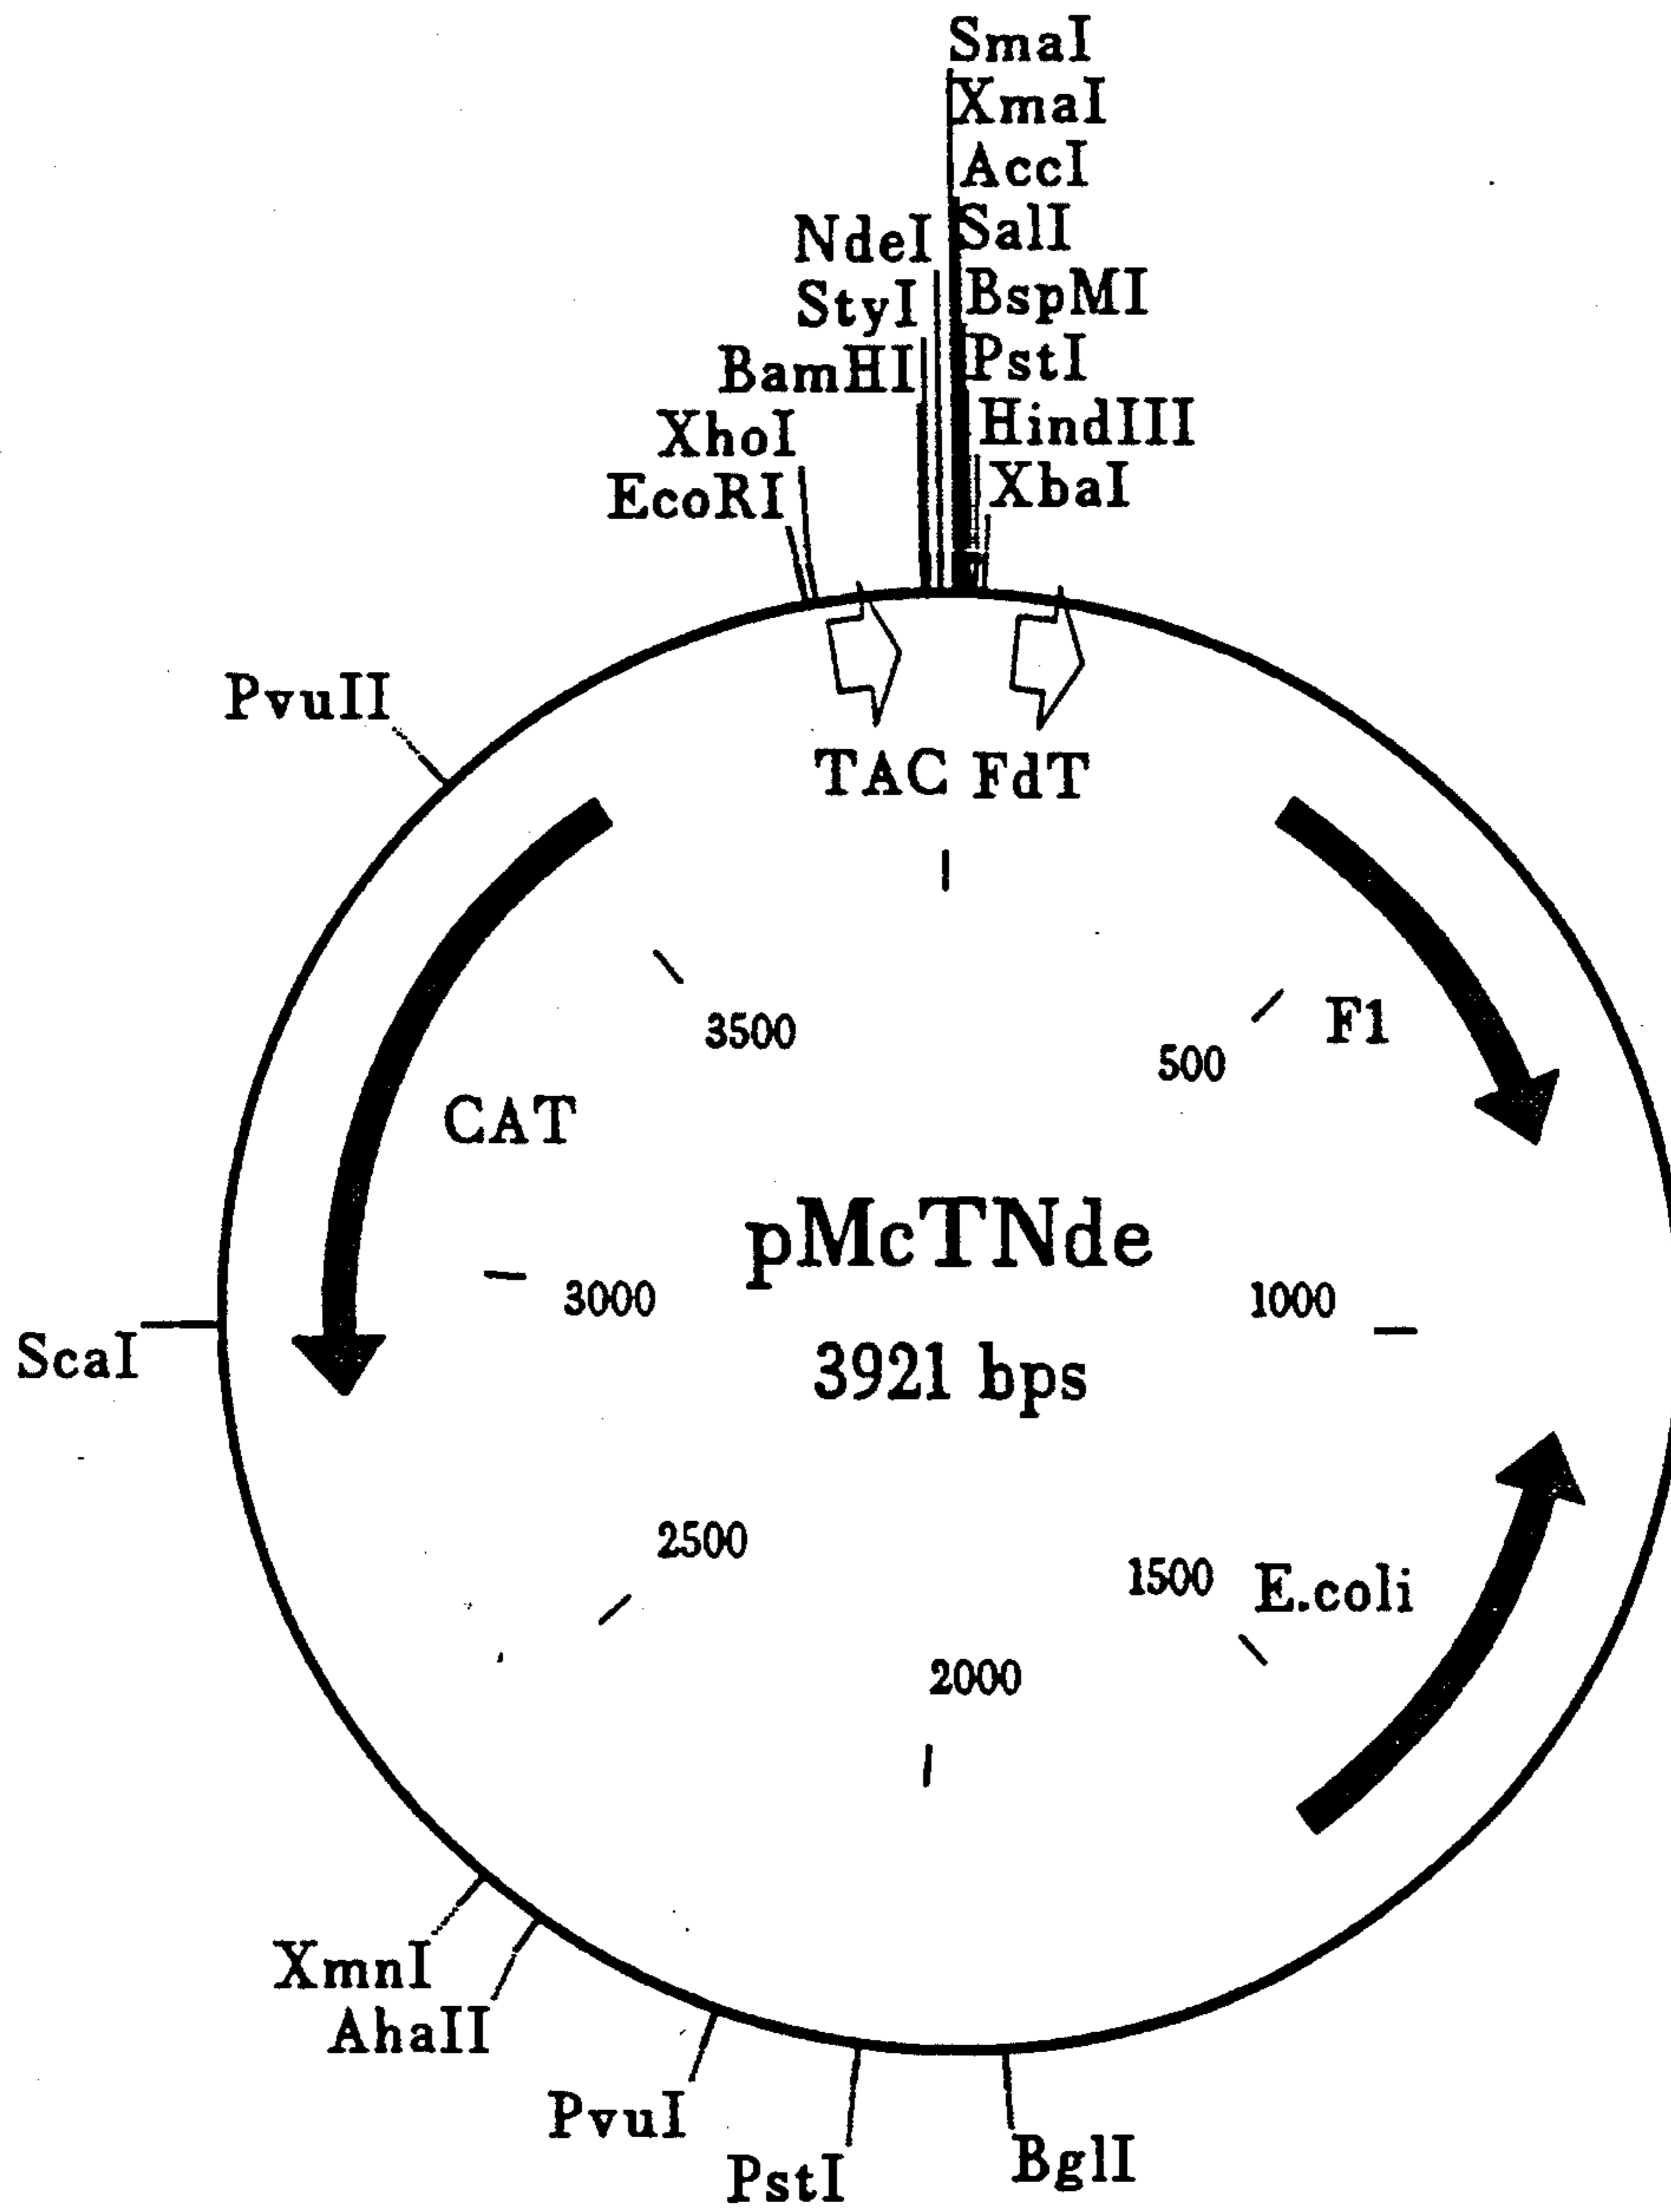 SmaI
XmaI
AccI
NdeI
SalI
StyI
BspMI
BamHI
PstI
XhoI
HindIII
EcoRI
XbaI
PvuII
TAC FdT
3500
500
F1
CAT
pMcTNde
3000
1000
ScaI
3921 bps
2500
1500
E.coli
2000
XmnI
AhaII
PvuI
PstI
BglI